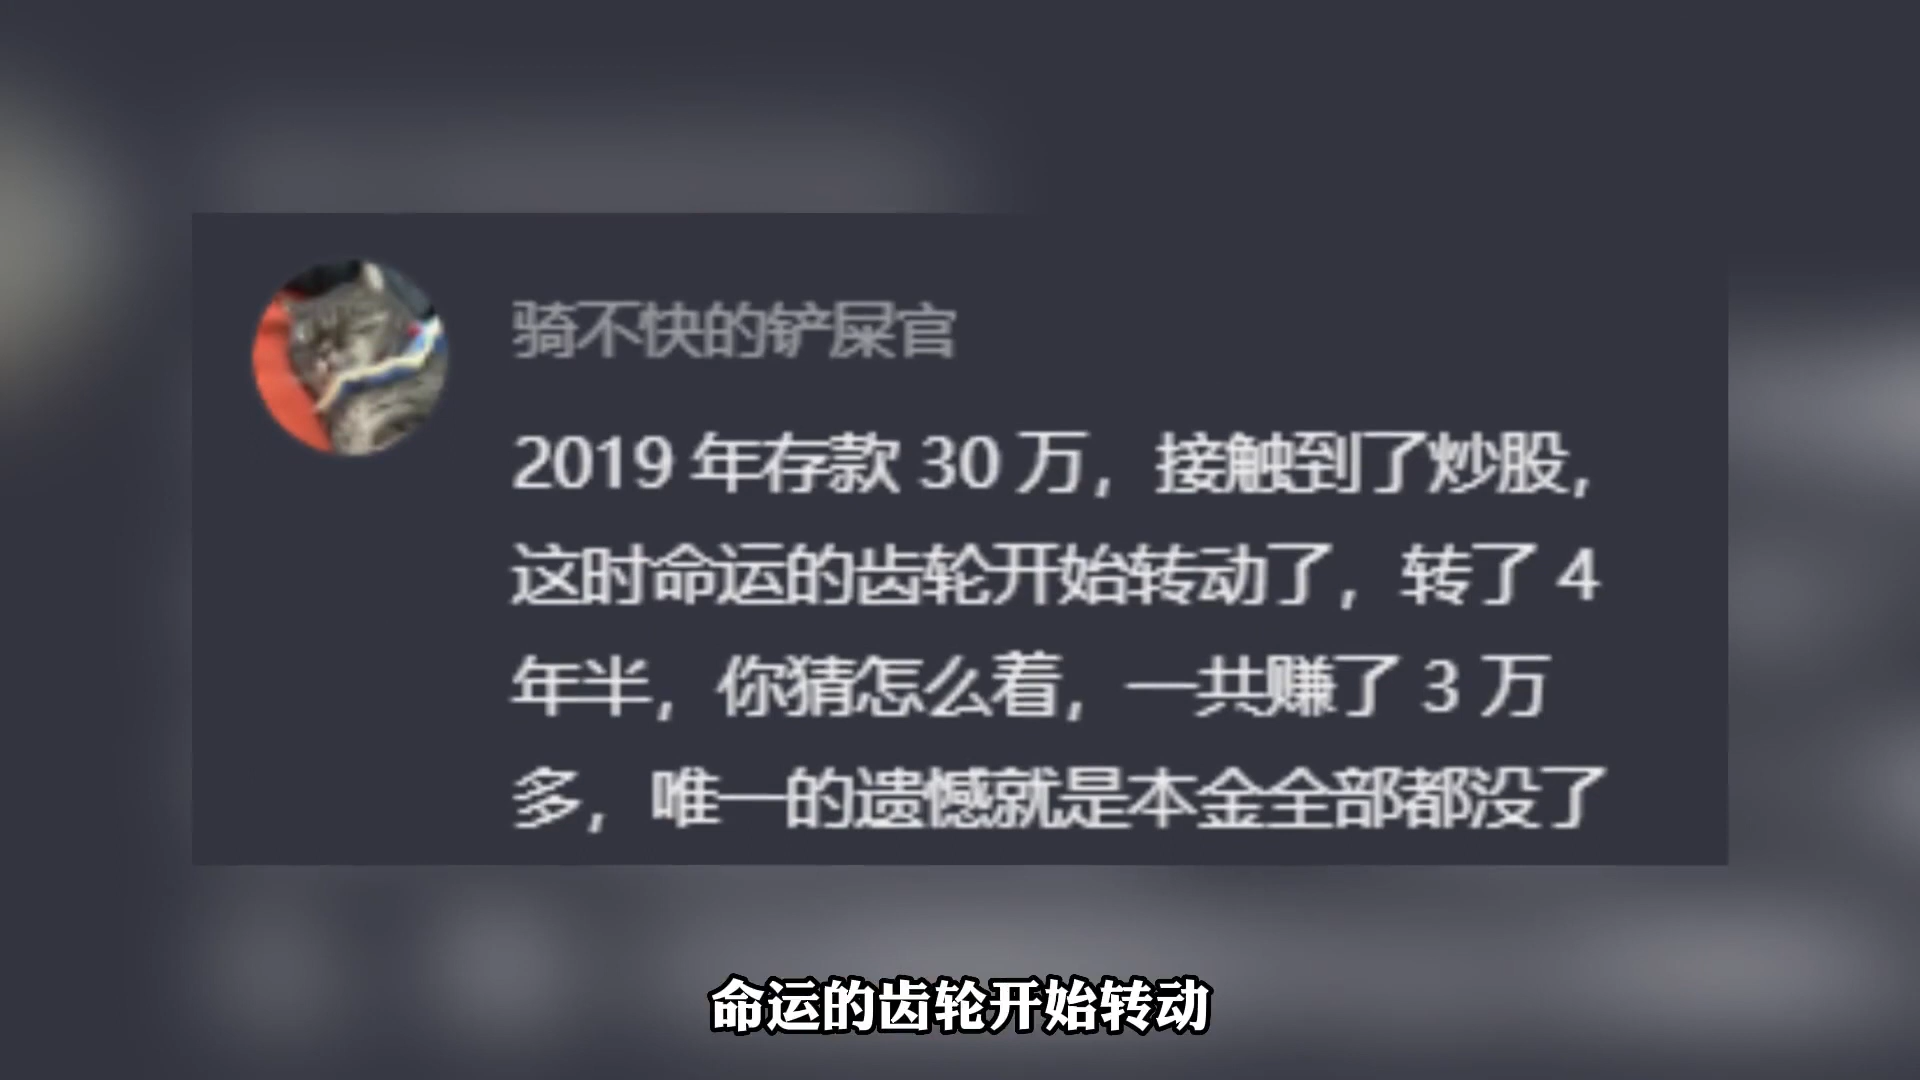 骑不快的铲屎官
2019 年存款 30 万，接触到了炒股，
这时命运的齿轮开始转动了，转了 4
年半，你猜怎么着，一共赚了 3 万
多，唯一的遗憾就是本金全部都没了
命运的齿轮开始转动